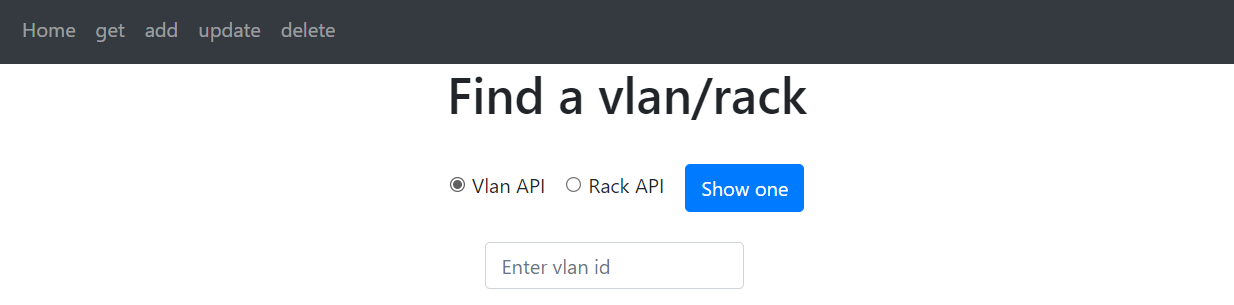 Home get add update delete
Find a vlan/rack
Vlan API Rack API Show one
Enter vlan id